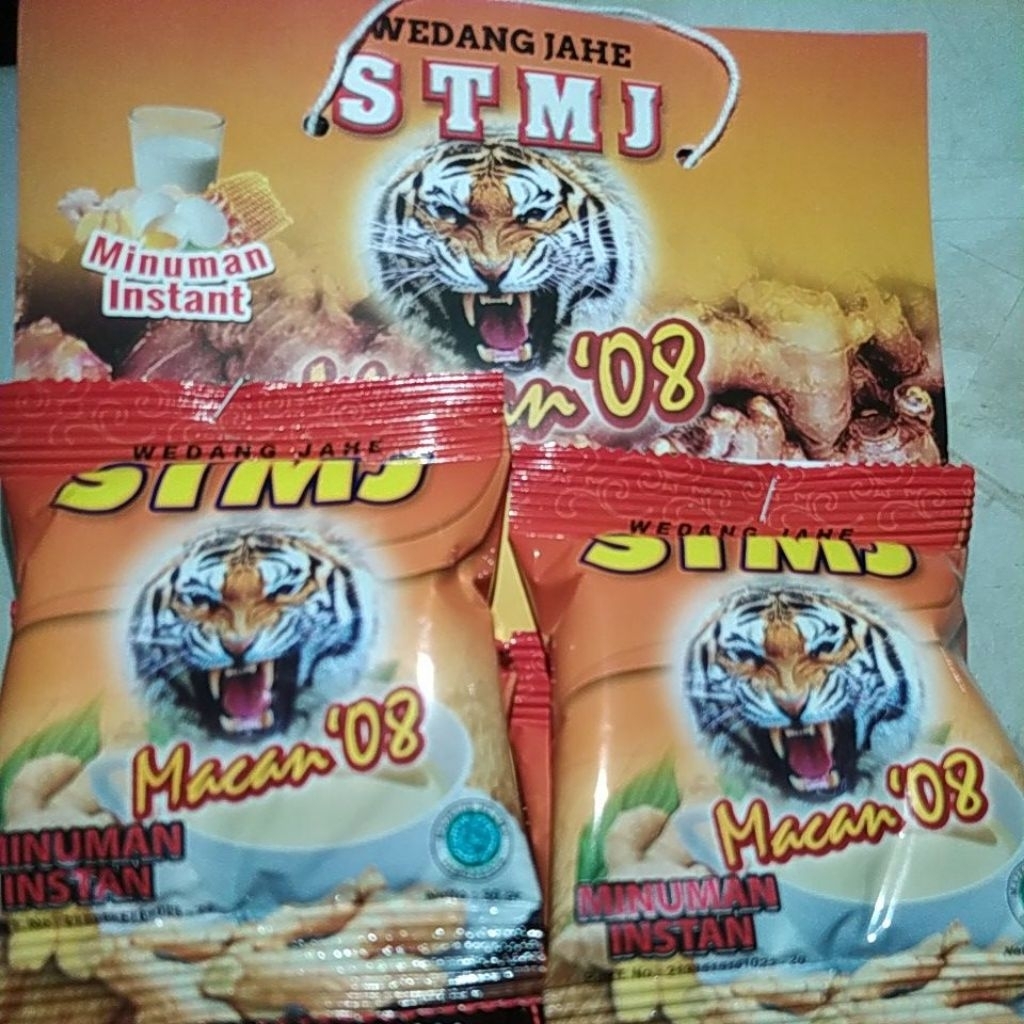 WEDANG JAHE
STMJ
Minuman
Instant
'08
WEDANG JAHE
STMJ
Macan '08
MINUMAN
INSTAN
WEDANG JAHE
STMJ
Macan '08
MINUMAN
INSTAN